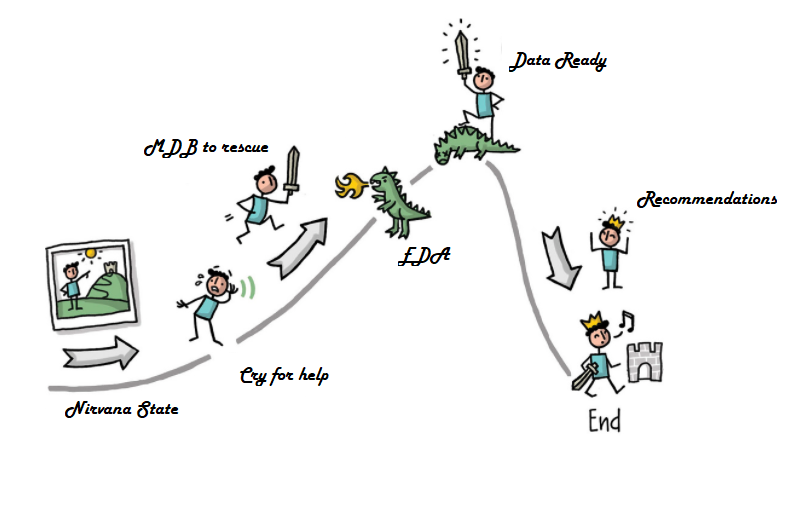 Data Ready
MDB to rescue
Recommendations
EDA
Cry for help
Nirvana State
End